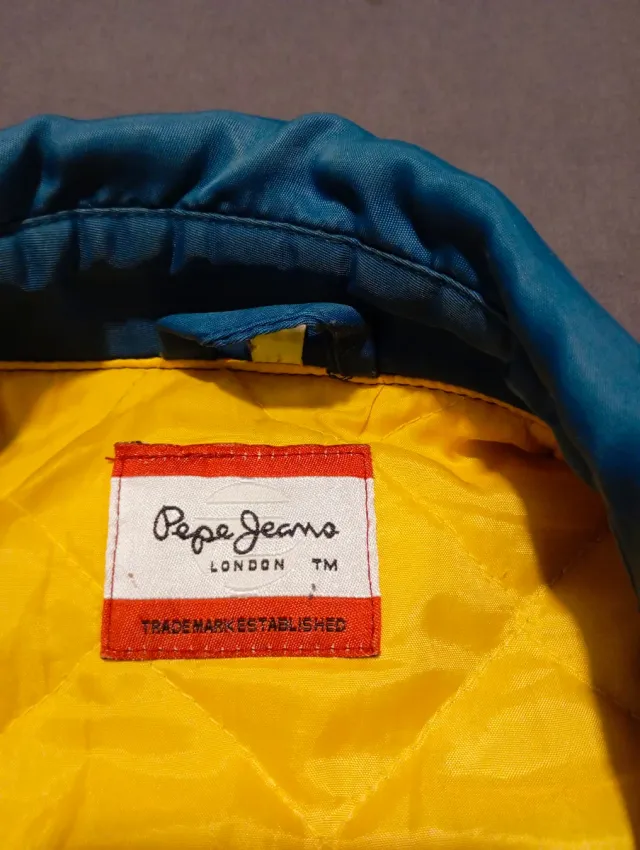 Pepe Jeans
LONDON TM
TRADEMARK ESTABLISHED